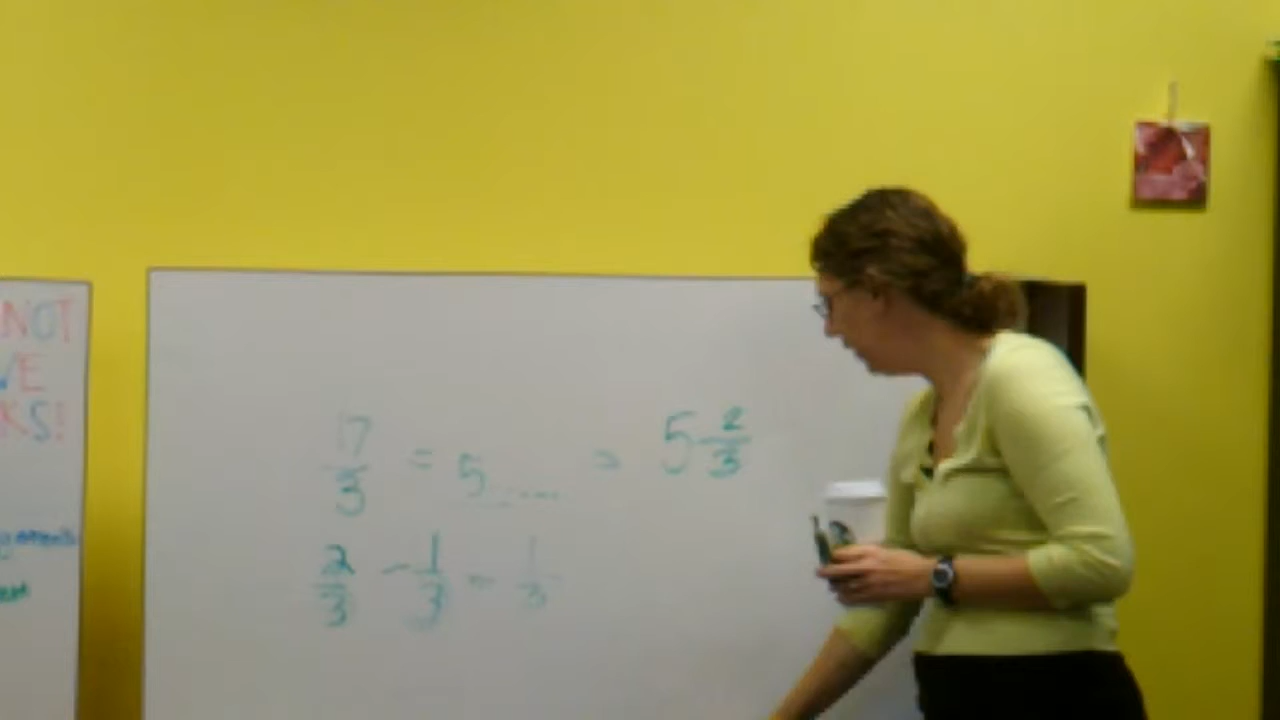 NOT
VE
KS!
17/3 = 5..... = 5 2/3
2/3 - 1/3 = 1/3